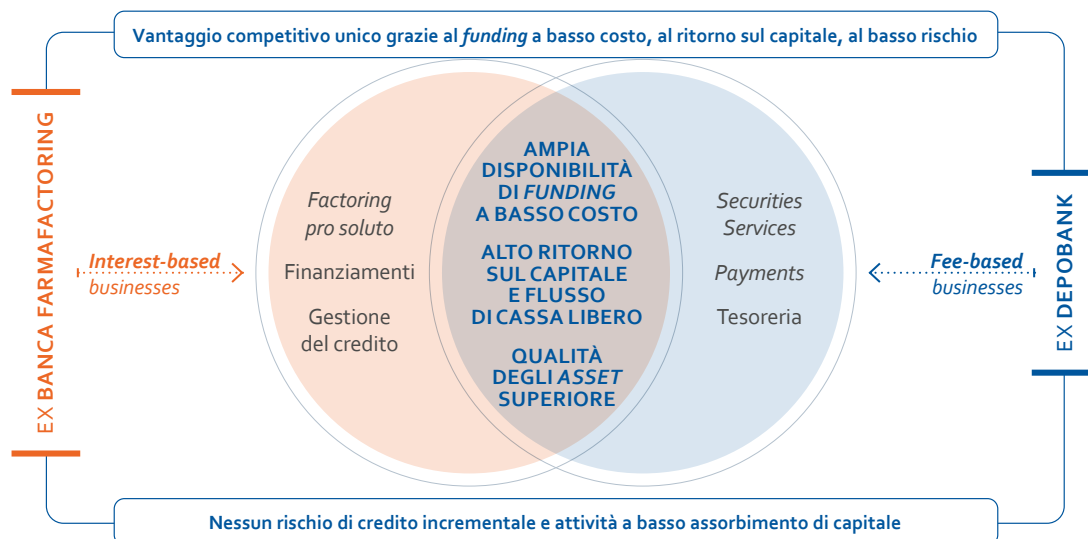 Vantaggio competitivo unico grazie al funding a basso costo, al ritorno sul capitale, al basso rischio
EX BANCA FARMAFACTORING
Interest-based
businesses
Factoring
pro soluto
Finanziamenti
Gestione
del credito
AMPIA
DISPONIBILITÀ
DI FUNDING
A BASSO COSTO
ALTO RITORNO
SUL CAPITALE
E FLUSSO
DI CASSA LIBERO
QUALITÀ
DEGLI ASSET
SUPERIORE
Securities
Services
Payments
Tesoreria
Fee-based
businesses
EX DEPOBANK
Nessun rischio di credito incrementale e attività a basso assorbimento di capitale